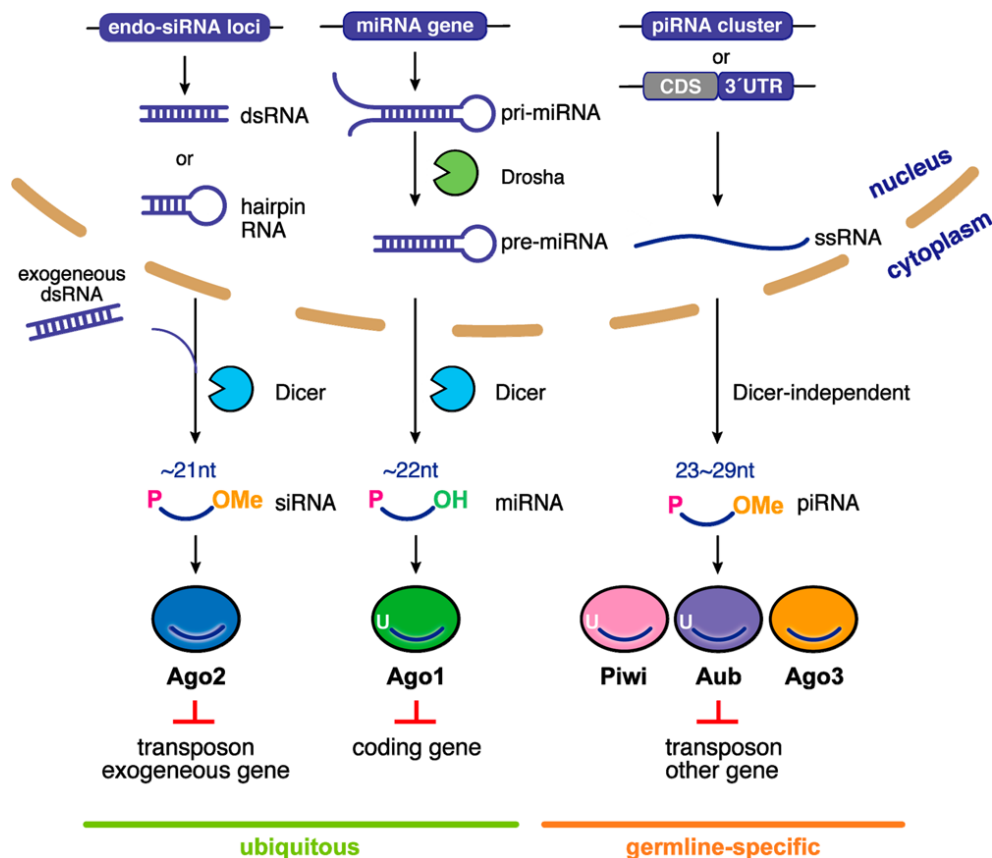 endo-siRNA loci
miRNA gene
piRNA cluster
or
CDS
3´UTR
dsRNA
or
hairpin
RNA
pri-miRNA
Drosha
pre-miRNA
ssRNA
nucleus
cytoplasm
exogeneous
dsRNA
Dicer
Dicer
Dicer-independent
~21nt
P
OMe
siRNA
~22nt
P
OH
miRNA
23~29nt
P
OMe
piRNA
U
U
U
Ago2
Ago1
Piwi
Aub
Ago3
transposon
exogeneous gene
coding gene
transposon
other gene
ubiquitous
germline-specific